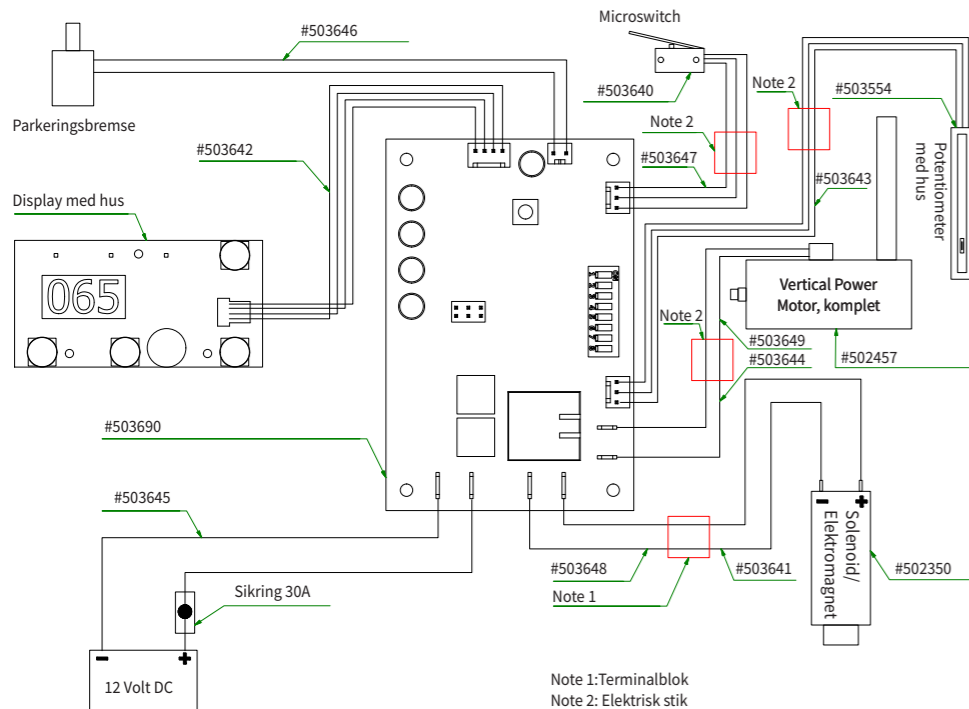 Microswitch
#503646
#503640
Note 2
#503554
Parkeringsbremse
Note 2
#503642
#503647
#503643
Potentiometer
med hus
Display med hus
065
Vertical Power
Motor, komplet
Note 2
#503649
#503644
#502457
#503690
#503645
Solenoid/
Elektromagnet
#503648
#503641
#502350
Sikring 30A
Note 1
12 Volt DC
Note 1:Terminalblok
Note 2: Elektrisk stik